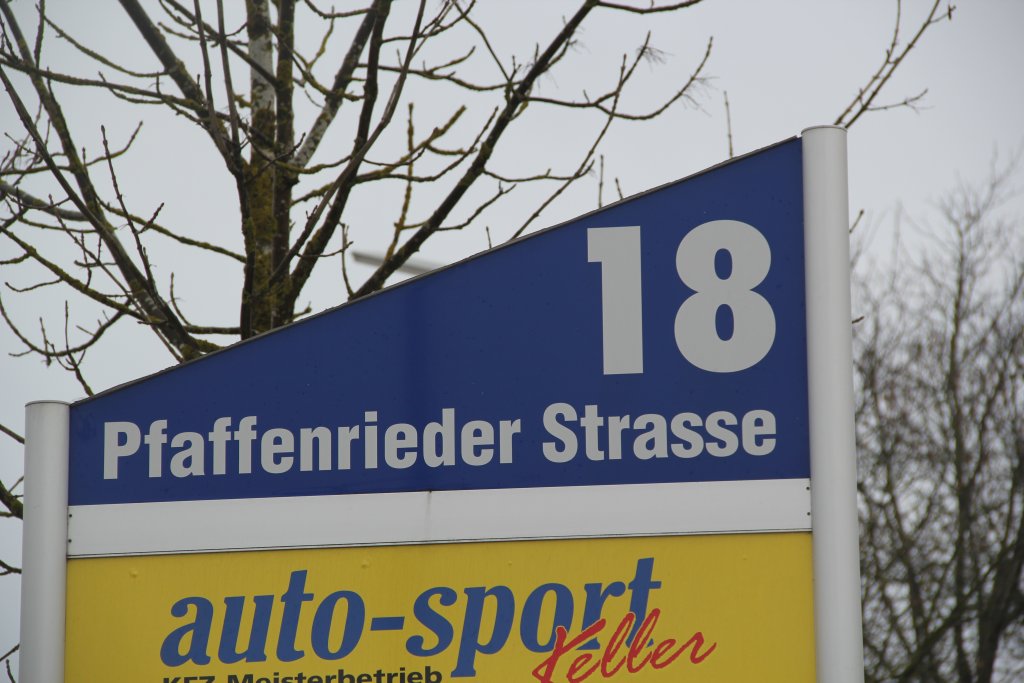 18
Pfaffenrieder Strasse
auto-sport
Keller
KFZ-Meisterbetrieb